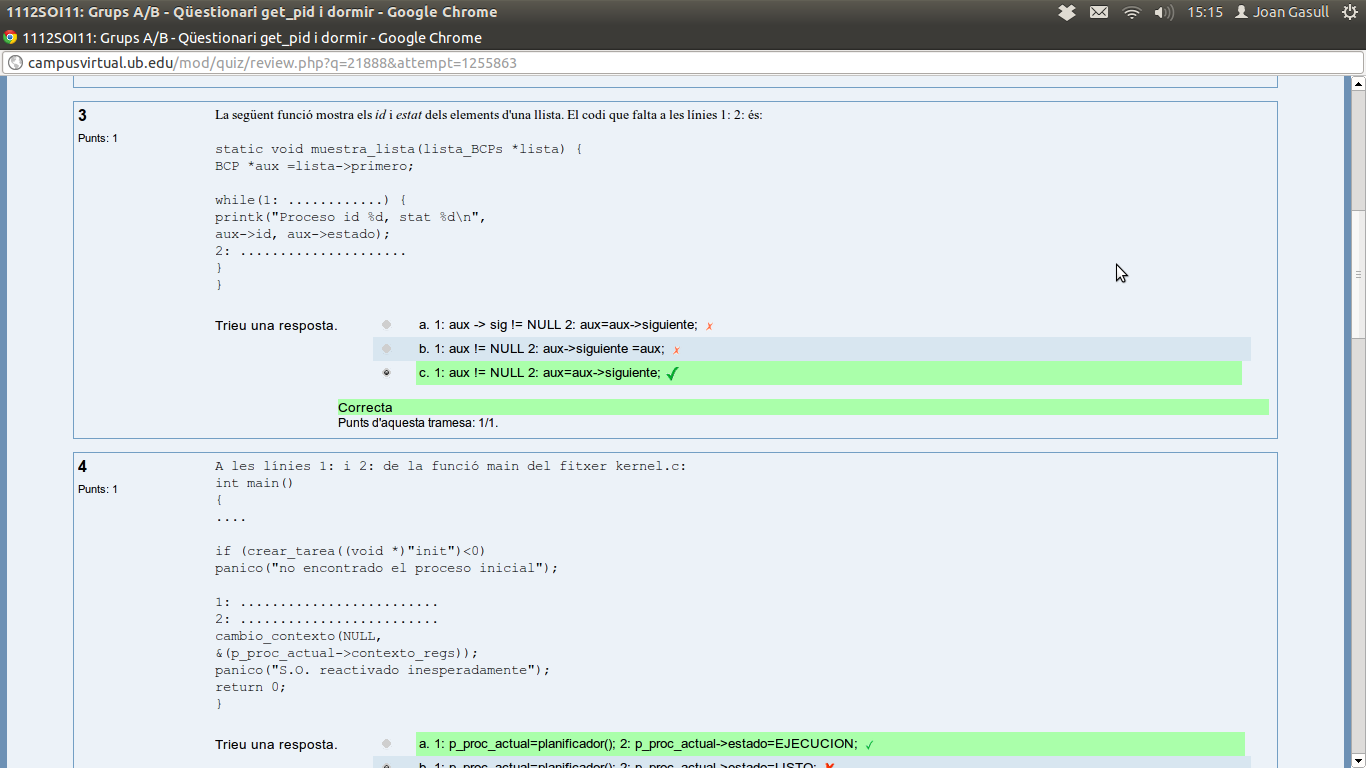 1112SOI11: Grups A/B - Qüestionari get_pid i dormir - Google Chrome
15:15 Joan Gasull
1112SOI11: Grups A/B - Qüestionari get_pid i dormir - Google Chrome
campusvirtual.ub.edu/mod/quiz/review.php?q=21888&attempt=1255863
3
Punts: 1
La següent funció mostra els id i estat dels elements d'una llista. El codi que falta a les línies 1: 2: és:
static void muestra_lista(lista_BCPs *lista) {
BCP *aux =lista->primero;
while(1: ............) {
printk("Proceso id %d, stat %d\n",
aux->id, aux->estado);
2: .....................
}
}
Trieu una resposta.
a. 1: aux -> sig != NULL 2: aux=aux->siguiente; ✗
b. 1: aux != NULL 2: aux->siguiente =aux; ✗
c. 1: aux != NULL 2: aux=aux->siguiente; ✓
Correcta
Punts d'aquesta tramesa: 1/1.
4
Punts: 1
A les línies 1: i 2: de la funció main del fitxer kernel.c:
int main()
{
....
if (crear_tarea((void *)"init")<0)
panico("no encontrado el proceso inicial");
1: .........................
2: .........................
cambio_contexto(NULL,
&(p_proc_actual->contexto_regs));
panico("S.O. reactivado inesperadamente");
return 0;
}
Trieu una resposta.
a. 1: p_proc_actual=planificador(); 2: p_proc_actual->estado=EJECUCION; ✓
b. 1: p_proc_actual=planificador(); 2: p_proc_actual->estado=LISTO; ✗